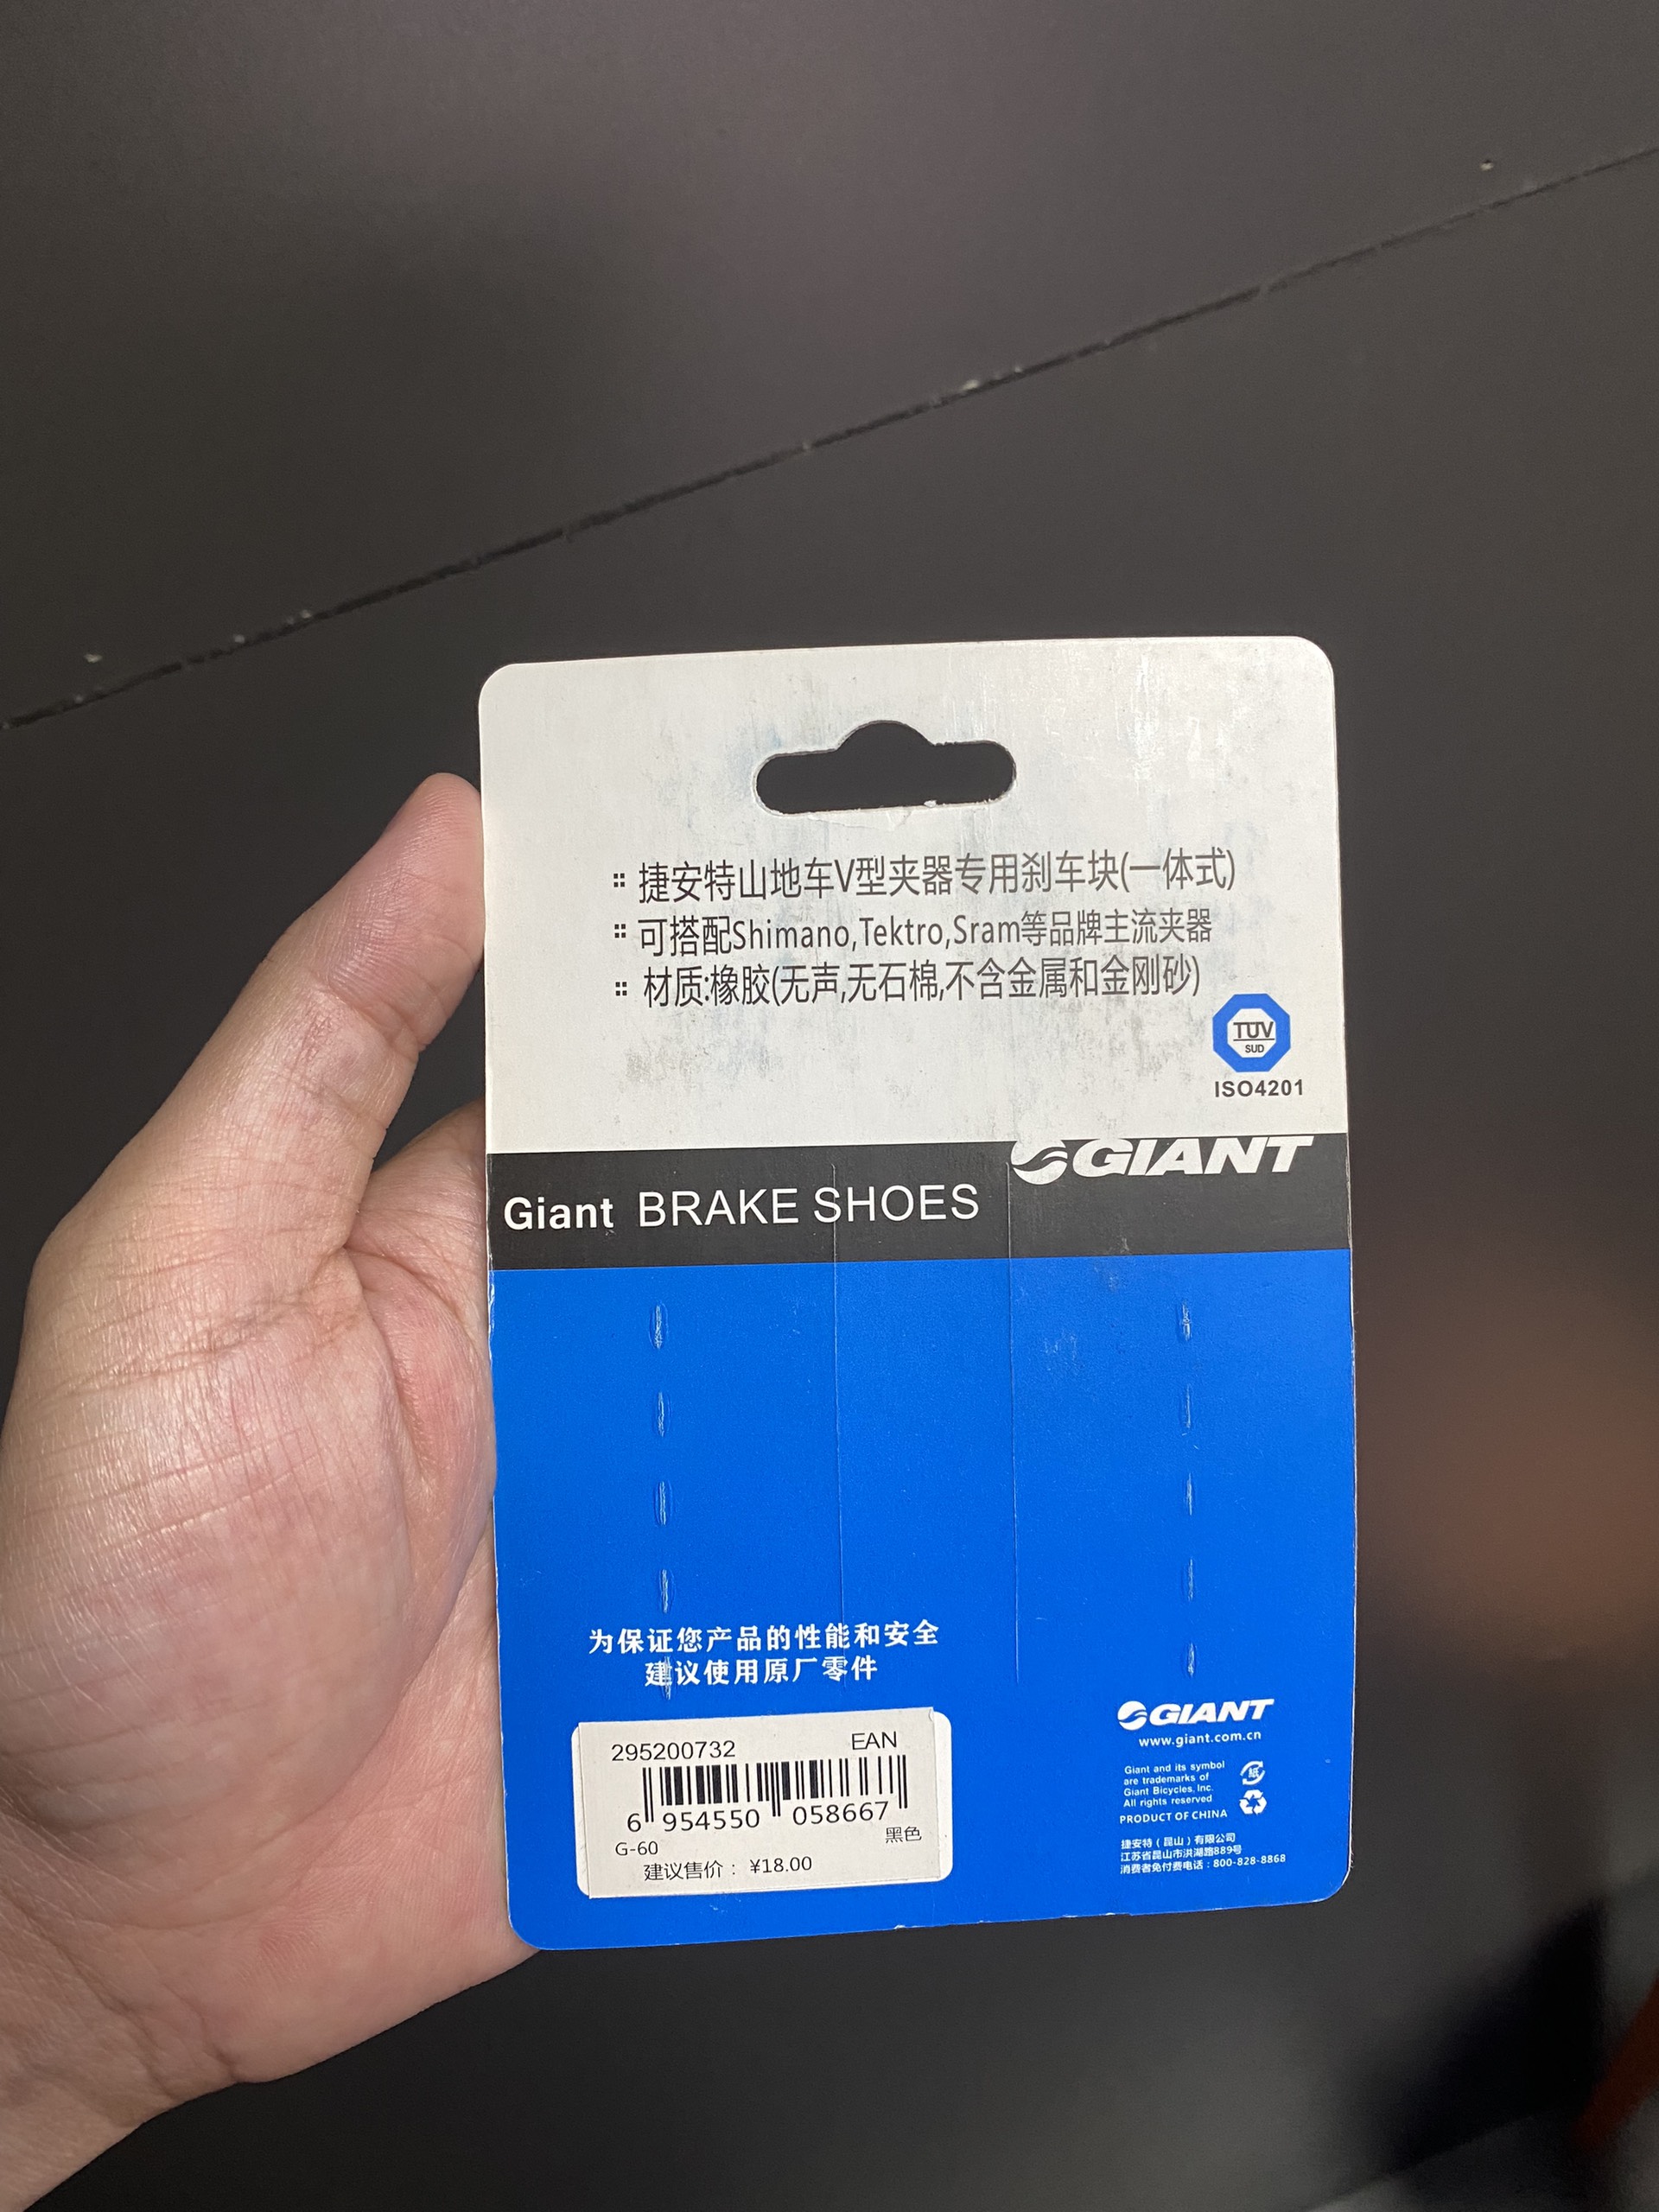 捷安特山地车V型夹器专用刹车块(一体式)
可搭配Shimano,Tektro,Sram等品牌主流夹器
材质:橡胶(无声,无石棉,不含金属和金刚砂)
TUV
SUD
ISO4201
GIANT
Giant BRAKE SHOES
为保证您产品的性能和安全
建议使用原厂零件
295200732 EAN
6 954550 058667
G-60 黑色
建议售价：¥18.00
GIANT
www.giant.com.cn
Giant and its symbol
are trademarks of
Giant Bicycles, Inc.
All rights reserved
紙
PRODUCT OF CHINA
捷安特（昆山）有限公司
江苏省昆山市洪湖路889号
消费者免付费电话：800-828-8868